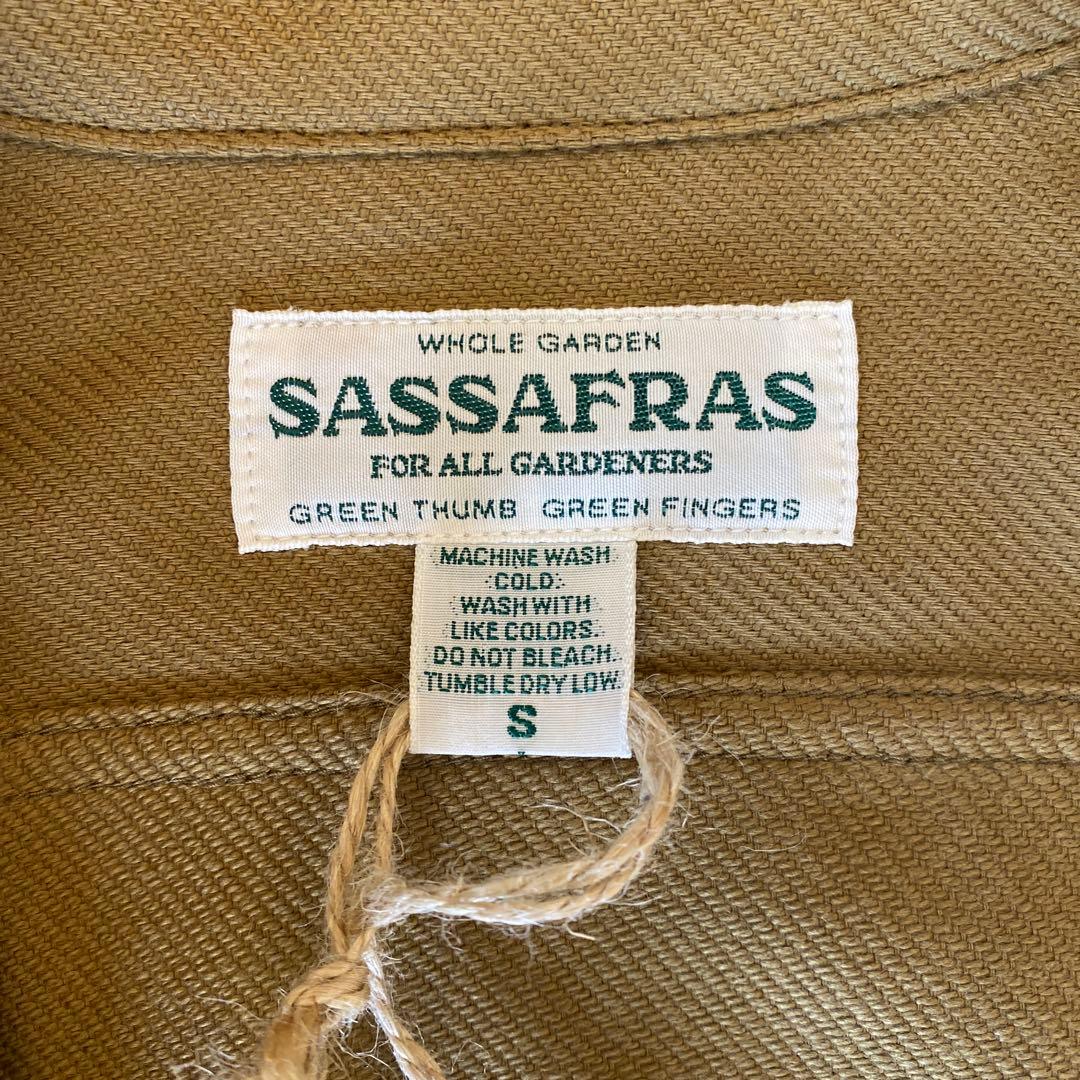 WHOLE GARDEN
SASSAFRAS
FOR ALL GARDENERS
GREEN THUMB GREEN FINGERS
MACHINE WASH
COLD.
WASH WITH
LIKE COLORS.
DO NOT BLEACH.
TUMBLE DRY LOW.
S